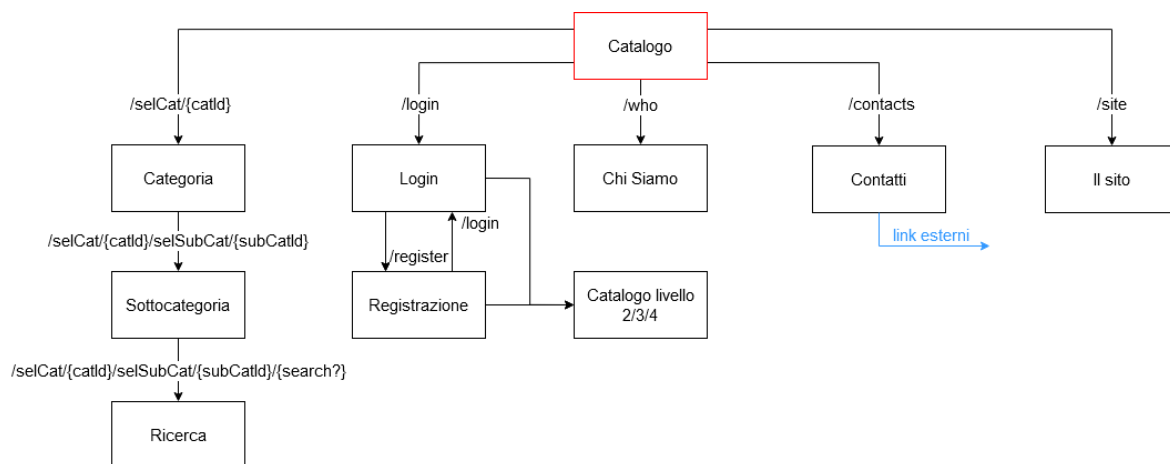 Catalogo
/selCat/{catId}
/login
/who
/contacts
/site
Categoria
Login
Chi Siamo
Contatti
Il sito
/login
link esterni
/selCat/{catId}/selSubCat/{subCatId}
/register
Sottocategoria
Registrazione
Catalogo livello
2/3/4
/selCat/{catId}/selSubCat/{subCatId}/{search?}
Ricerca